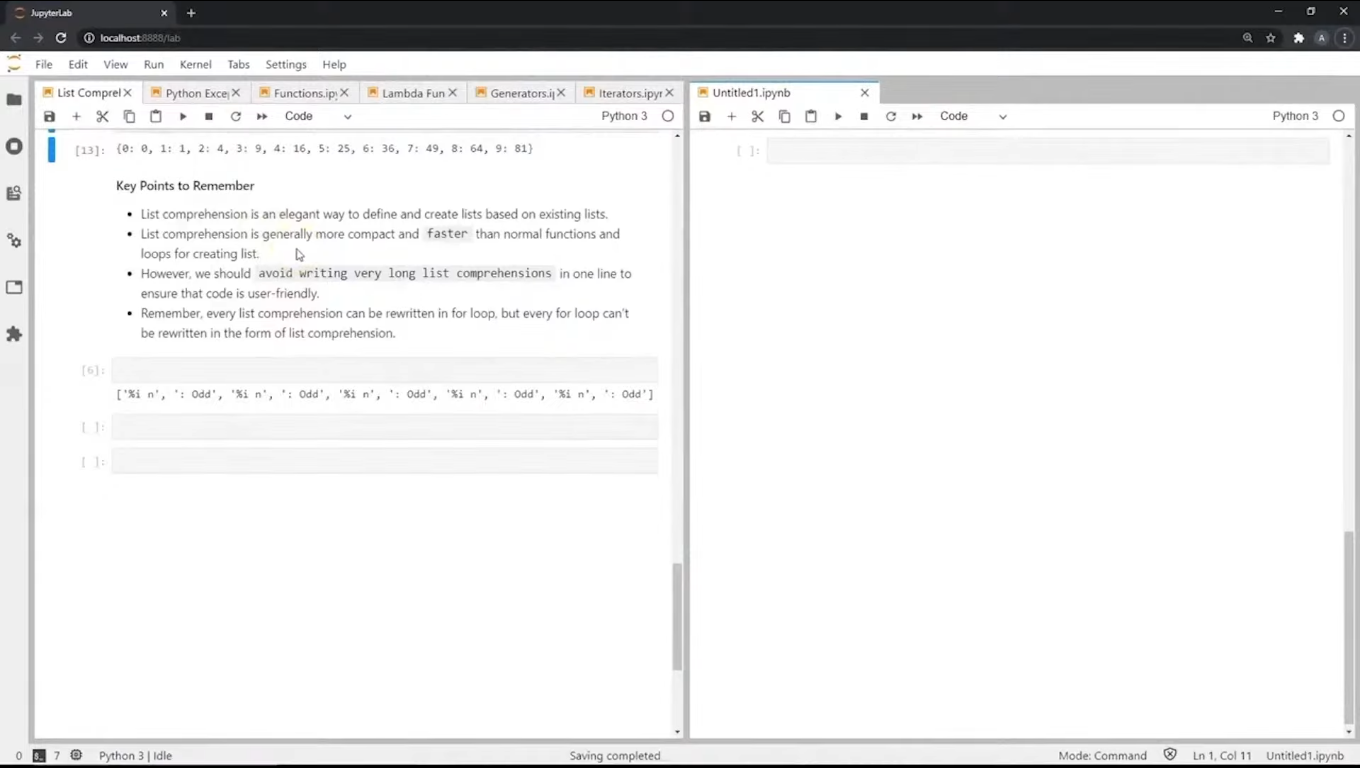 JupyterLab
localhost:8888/lab
File Edit View Run Kernel Tabs Settings Help
List Comprel Python Exce Functions.ip Lambda Fun Generators.i Iterators.ipyr
Code Python 3
[13]: {0: 0, 1: 1, 2: 4, 3: 9, 4: 16, 5: 25, 6: 36, 7: 49, 8: 64, 9: 81}
Key Points to Remember
• List comprehension is an elegant way to define and create lists based on existing lists.
• List comprehension is generally more compact and faster than normal functions and
loops for creating list.
• However, we should avoid writing very long list comprehensions in one line to
ensure that code is user-friendly.
• Remember, every list comprehension can be rewritten in for loop, but every for loop can't
be rewritten in the form of list comprehension.
[6]:
['%i n', ': Odd', '%i n', ': Odd', '%i n', ': Odd', '%i n', ': Odd', '%i n', ': Odd']
[ ]:
[ ]:
Untitled1.ipynb
Code Python 3
[ ]:
0 7 Python 3 | Idle Saving completed Mode: Command Ln 1, Col 11 Untitled1.ipynb